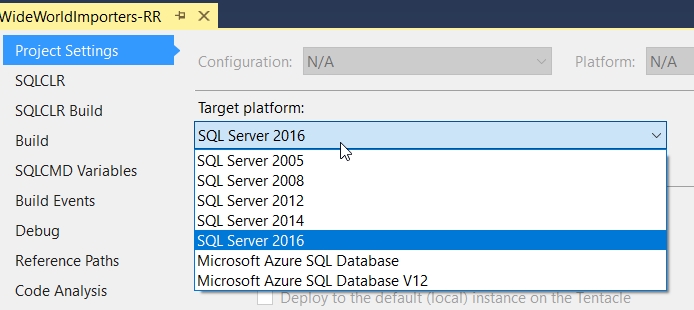 WideWorldImporters-RR
Project Settings
Configuration: N/A Platform: N/A
SQLCLR
Target platform:
SQLCLR Build
SQL Server 2016
Build
SQL Server 2005
SQLCMD Variables
SQL Server 2008
Build Events
SQL Server 2012
SQL Server 2014
Debug
SQL Server 2016
Reference Paths
Microsoft Azure SQL Database
Microsoft Azure SQL Database V12
Code Analysis
Deploy to the default (local) instance on the Tentacle